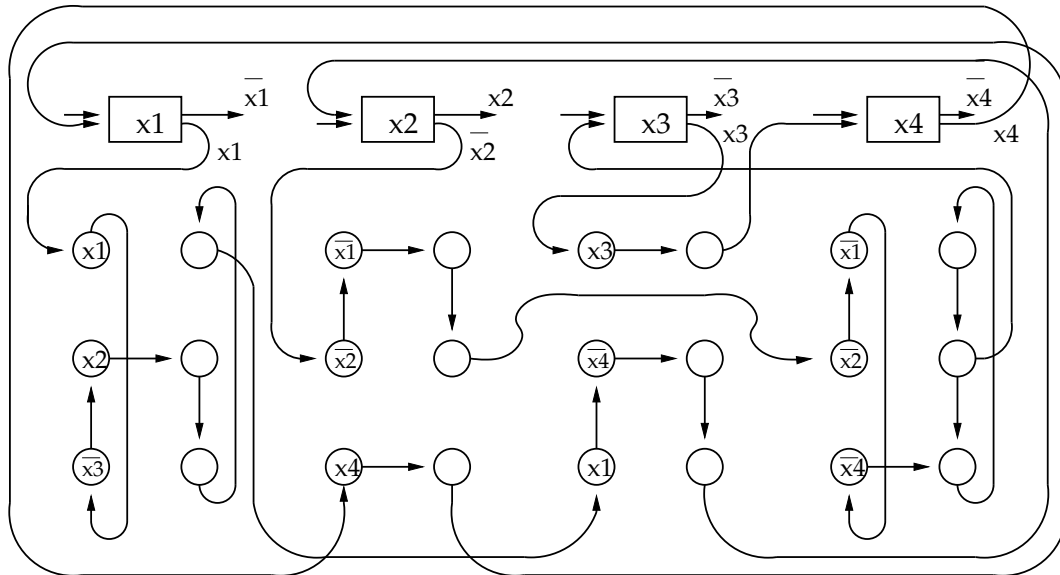 x̅1 x2 x̅3 x̅4
x1 x2 x3 x4
x1 x̅2 x3 x4
x1 x̅1 x3 x̅1
x2 x̅2 x̅4 x̅2
x̅3 x4 x1 x̅4